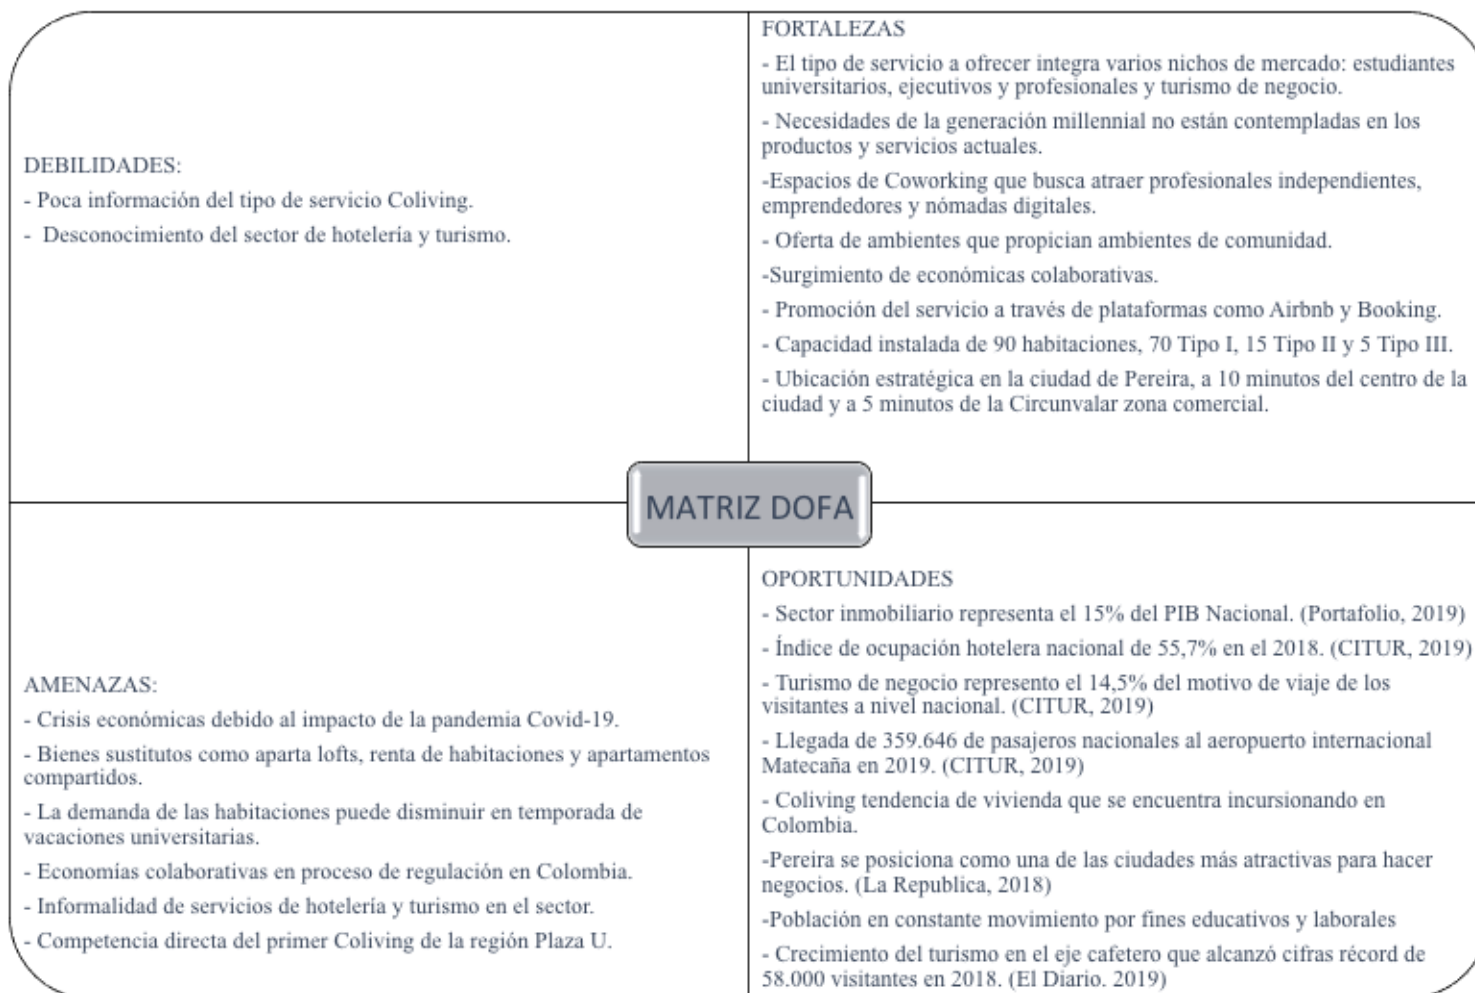 DEBILIDADES:
- Poca información del tipo de servicio Coliving.
- Desconocimiento del sector de hotelería y turismo.
FORTALEZAS
- El tipo de servicio a ofrecer integra varios nichos de mercado: estudiantes
universitarios, ejecutivos y profesionales y turismo de negocio.
- Necesidades de la generación millennial no están contempladas en los
productos y servicios actuales.
-Espacios de Coworking que busca atraer profesionales independientes,
emprendedores y nómadas digitales.
- Oferta de ambientes que propician ambientes de comunidad.
-Surgimiento de económicas colaborativas.
- Promoción del servicio a través de plataformas como Airbnb y Booking.
- Capacidad instalada de 90 habitaciones, 70 Tipo I, 15 Tipo II y 5 Tipo III.
- Ubicación estratégica en la ciudad de Pereira, a 10 minutos del centro de la
ciudad y a 5 minutos de la Circunvalar zona comercial.
MATRIZ DOFA
AMENAZAS:
- Crisis económicas debido al impacto de la pandemia Covid-19.
- Bienes sustitutos como aparta lofts, renta de habitaciones y apartamentos
compartidos.
- La demanda de las habitaciones puede disminuir en temporada de
vacaciones universitarias.
- Economías colaborativas en proceso de regulación en Colombia.
- Informalidad de servicios de hotelería y turismo en el sector.
- Competencia directa del primer Coliving de la región Plaza U.
OPORTUNIDADES
- Sector inmobiliario representa el 15% del PIB Nacional. (Portafolio, 2019)
- Índice de ocupación hotelera nacional de 55,7% en el 2018. (CITUR, 2019)
- Turismo de negocio represento el 14,5% del motivo de viaje de los
visitantes a nivel nacional. (CITUR, 2019)
- Llegada de 359.646 de pasajeros nacionales al aeropuerto internacional
Matecaña en 2019. (CITUR, 2019)
- Coliving tendencia de vivienda que se encuentra incursionando en
Colombia.
-Pereira se posiciona como una de las ciudades más atractivas para hacer
negocios. (La Republica, 2018)
-Población en constante movimiento por fines educativos y laborales
- Crecimiento del turismo en el eje cafetero que alcanzó cifras récord de
58.000 visitantes en 2018. (El Diario. 2019)